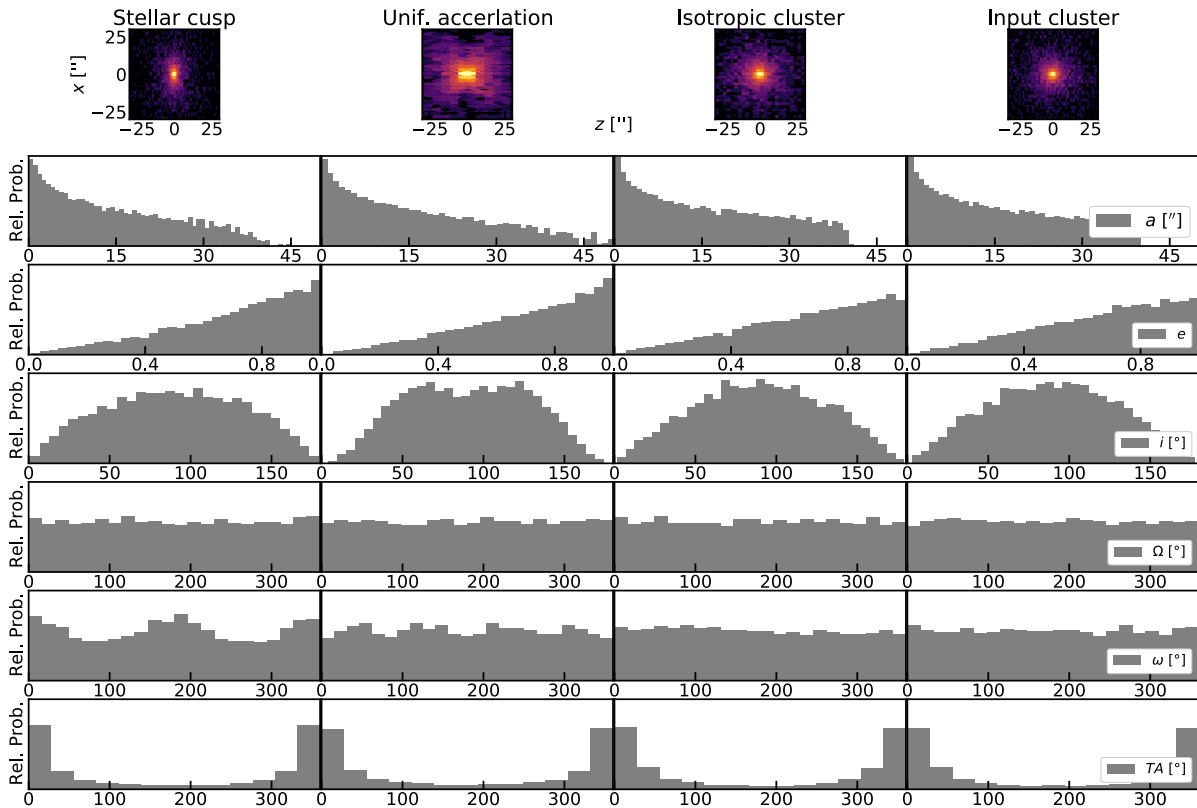 Stellar cusp Unif. accerlation Isotropic cluster Input cluster
x ["]
25
0
−25
−25 0 25 −25 0 25 −25 0 25 −25 0 25
z ["]
Rel. Prob.
a ["]
0 15 30 45 0 15 30 45 0 15 30 45 0 15 30 45
Rel. Prob.
e
0.0 0.4 0.8 0.0 0.4 0.8 0.0 0.4 0.8 0.0 0.4 0.8
Rel. Prob.
i [°]
0 50 100 150 0 50 100 150 0 50 100 150 0 50 100 150
Rel. Prob.
Ω [°]
0 100 200 300 0 100 200 300 0 100 200 300 0 100 200 300
Rel. Prob.
ω [°]
0 100 200 300 0 100 200 300 0 100 200 300 0 100 200 300
Rel. Prob.
TA [°]
0 100 200 300 0 100 200 300 0 100 200 300 0 100 200 300